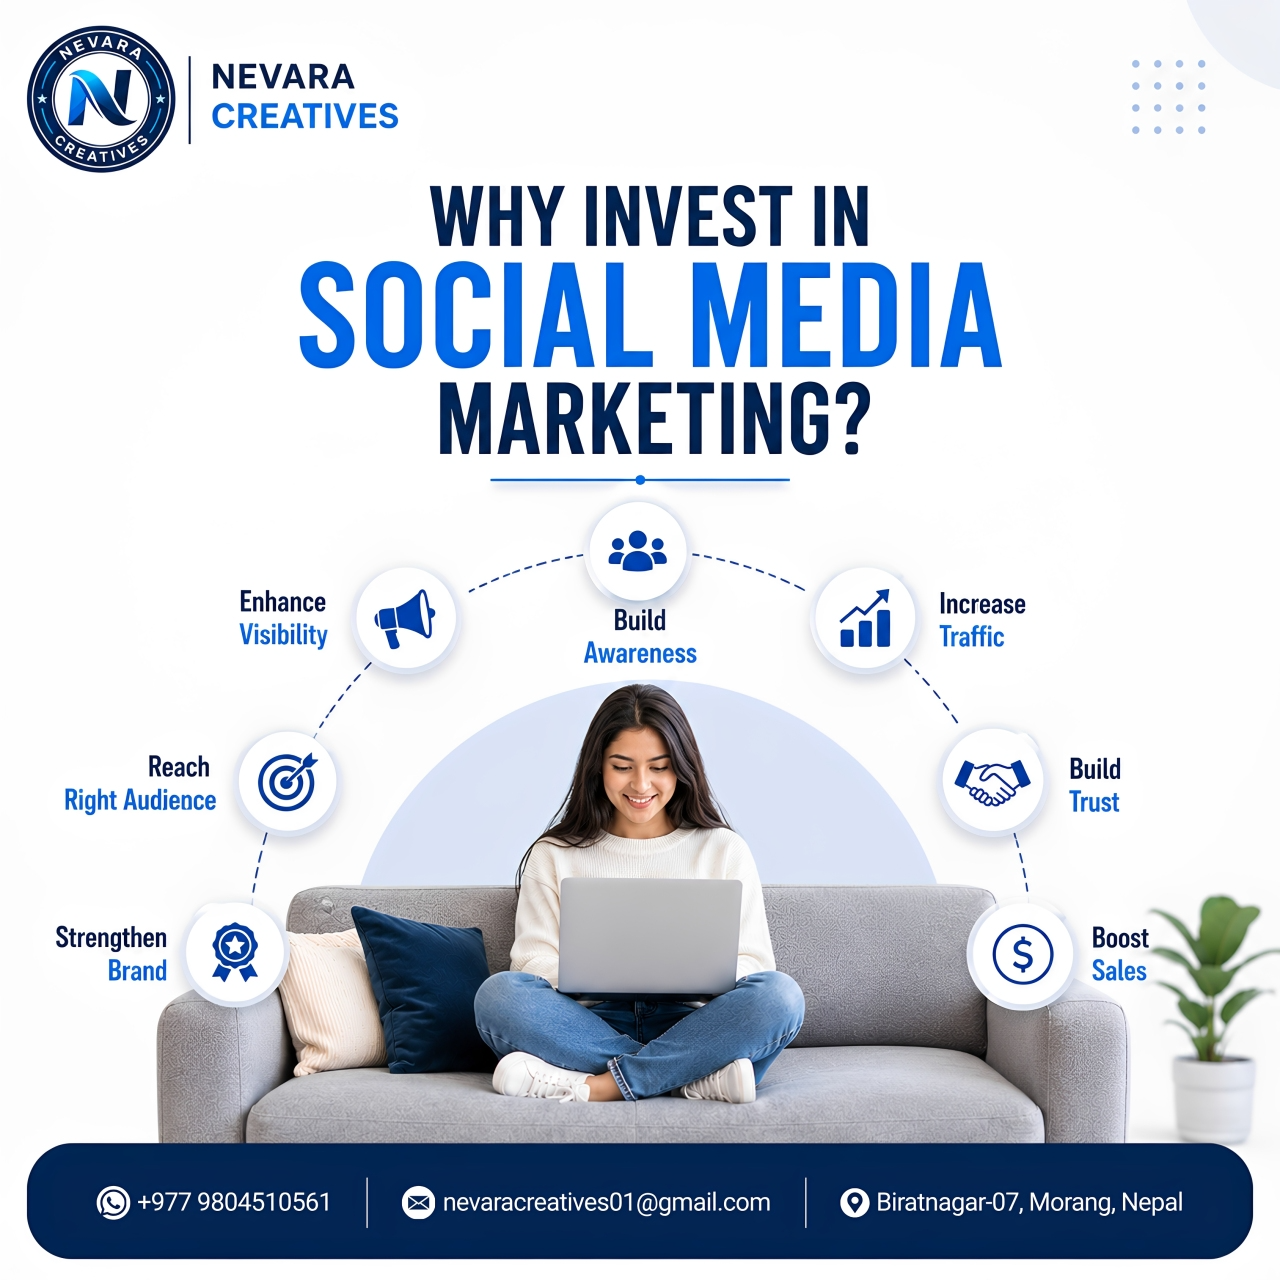 NEVARA
CREATIVES
NEVARA
CREATIVES
WHY INVEST IN
SOCIAL MEDIA
MARKETING?
Build
Awareness
Enhance
Visibility
Increase
Traffic
Reach
Right Audience
Build
Trust
Strengthen
Brand
Boost
Sales
+977 9804510561
nevaracreatives01@gmail.com
Biratnagar-07, Morang, Nepal